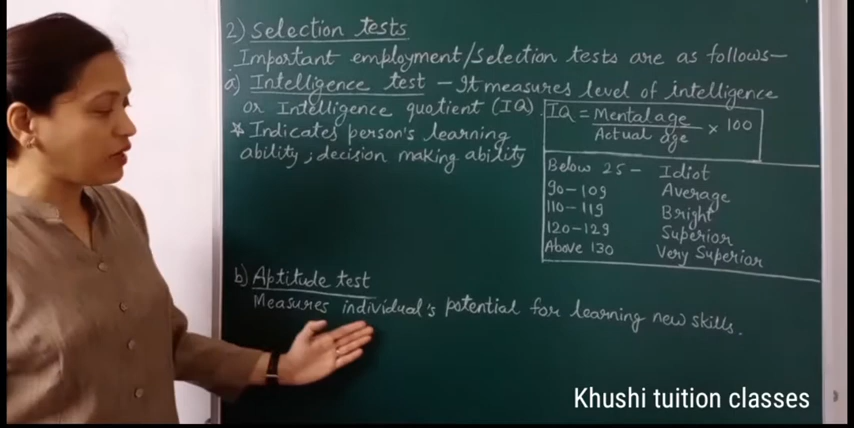 2) Selection tests
Important employment/selection tests are as follows—
a) Intelligence test – It measures level of intelligence
or Intelligence quotient (IQ).
* Indicates person's learning
ability; decision making ability
IQ = Mental age / Actual age × 100
Below 25 – Idiot
90–109 Average
110–119 Bright
120–129 Superior
Above 130 Very Superior
b) Aptitude test
Measures individual's potential for learning new skills.
Khushi tuition classes